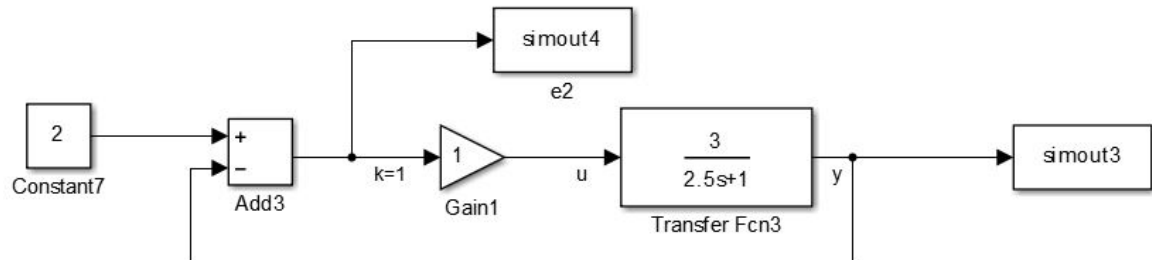 simout4
e2
2
Constant7
+
−
Add3
k=1
1
Gain1
u
3
2.5s+1
Transfer Fcn3
y
simout3